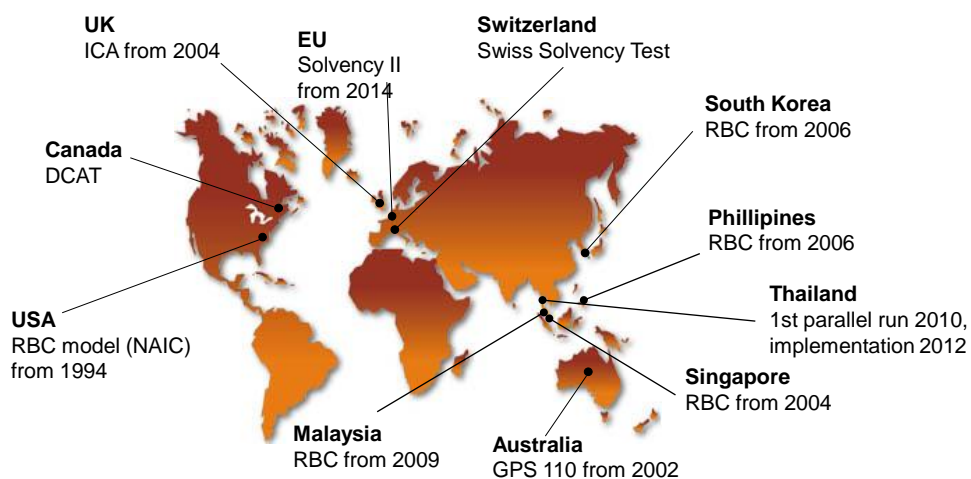 UK
ICA from 2004
EU
Solvency II
from 2014
Switzerland
Swiss Solvency Test
South Korea
RBC from 2006
Canada
DCAT
Phillipines
RBC from 2006
Thailand
1st parallel run 2010,
implementation 2012
USA
RBC model (NAIC)
from 1994
Singapore
RBC from 2004
Malaysia
RBC from 2009
Australia
GPS 110 from 2002